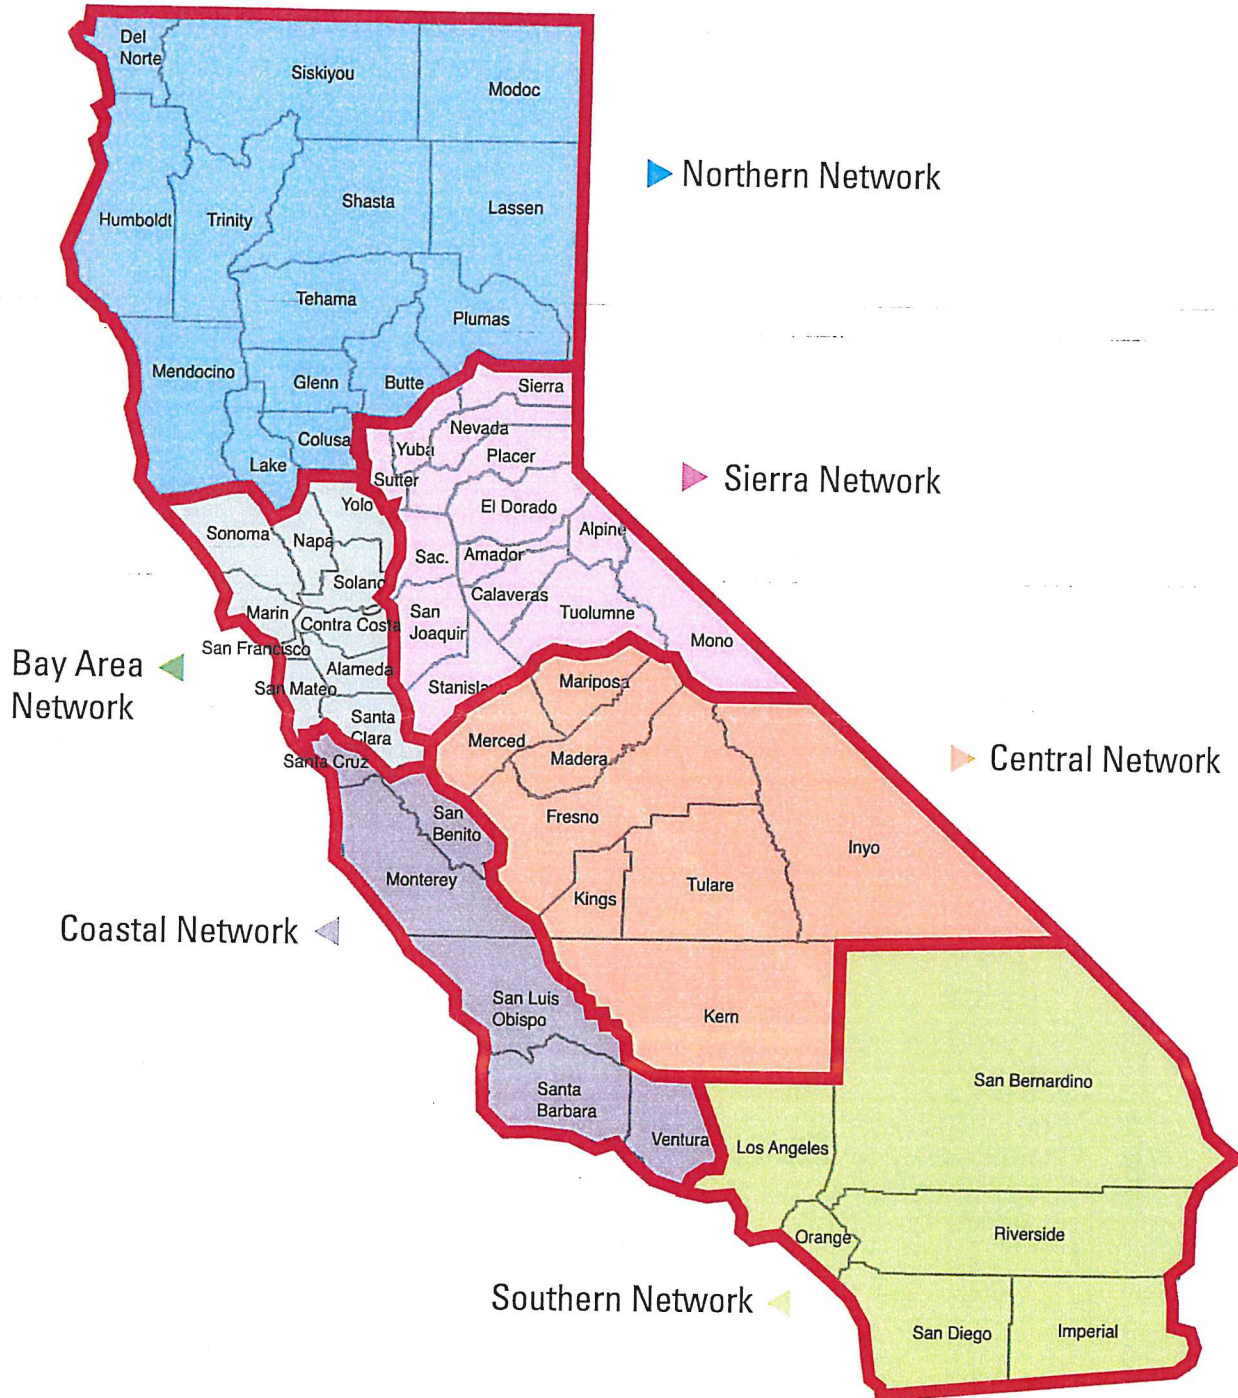 Del
Norte
Siskiyou
Modoc
Northern Network
Humboldt
Trinity
Shasta
Lassen
Tehama
Plumas
Mendocino
Glenn
Butte
Sierra
Nevada
Colusa
Yuba
Placer
Lake
Sutter
Sierra Network
Yolo
El Dorado
Sonoma
Napa
Alpine
Sac.
Amador
Solano
Calaveras
Marin
Contra Costa
San
Joaquin
Tuolumne
Mono
San Francisco
Bay Area
Network
Alameda
San Mateo
Mariposa
Santa
Clara
Merced
Madera
Central Network
Santa Cruz
San
Benito
Fresno
Inyo
Monterey
Kings
Tulare
Coastal Network
San Luis
Obispo
Kern
San Bernardino
Santa
Barbara
Ventura
Los Angeles
Orange
Riverside
Southern Network
San Diego
Imperial